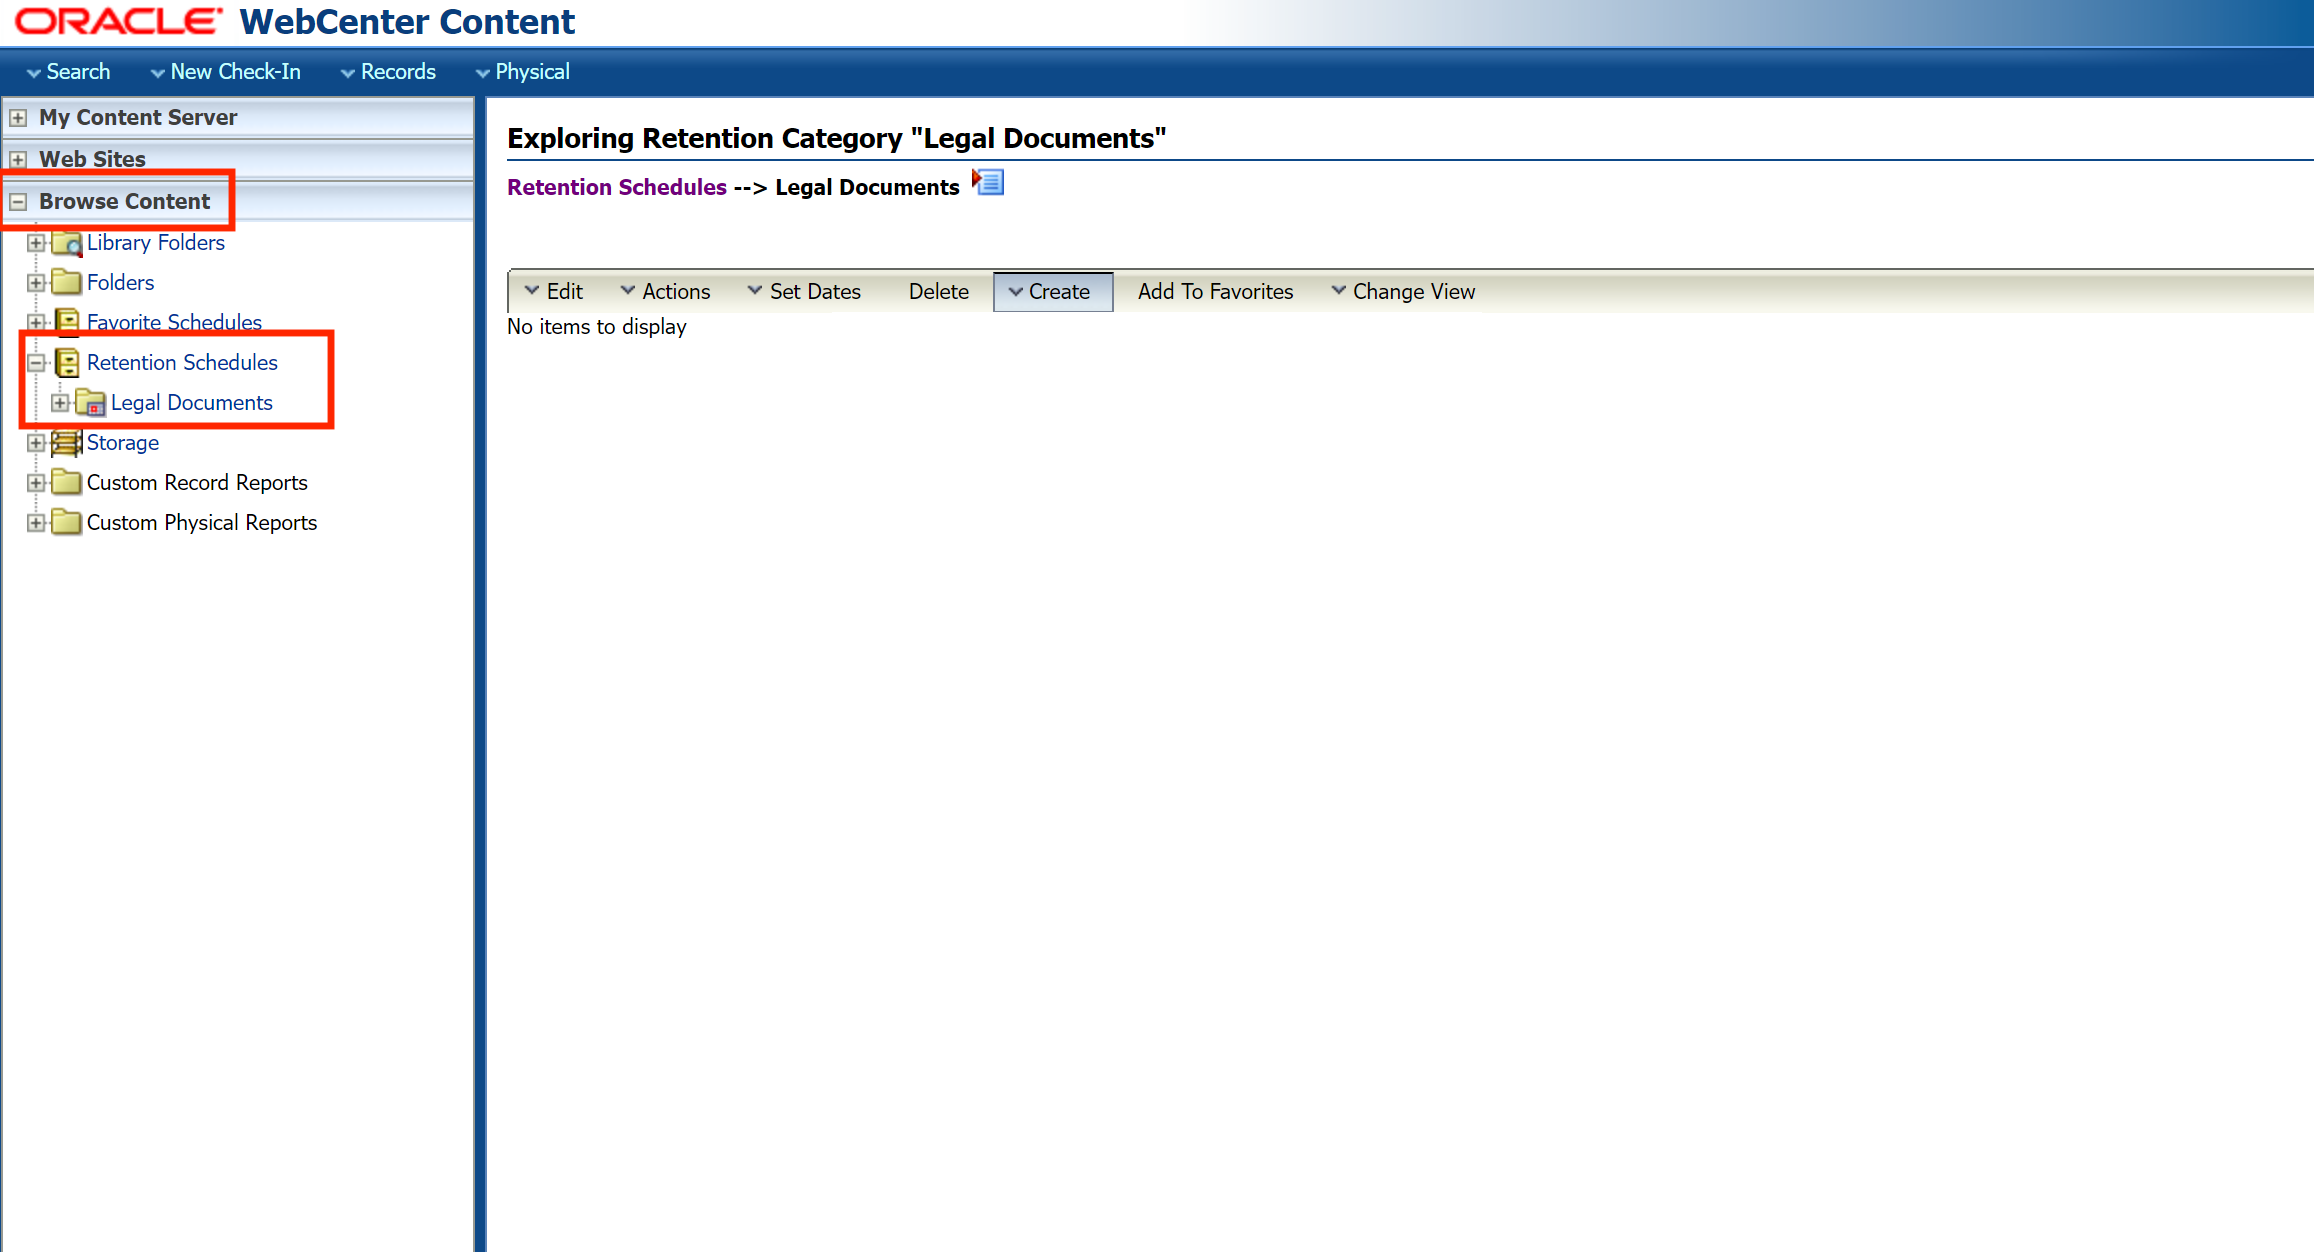 ORACLE WebCenter Content
Search New Check-In Records Physical
My Content Server
Web Sites
Browse Content
Library Folders
Folders
Favorite Schedules
Retention Schedules
Legal Documents
Storage
Custom Record Reports
Custom Physical Reports
Exploring Retention Category "Legal Documents"
Retention Schedules --> Legal Documents
Edit Actions Set Dates Delete Create Add To Favorites Change View
No items to display